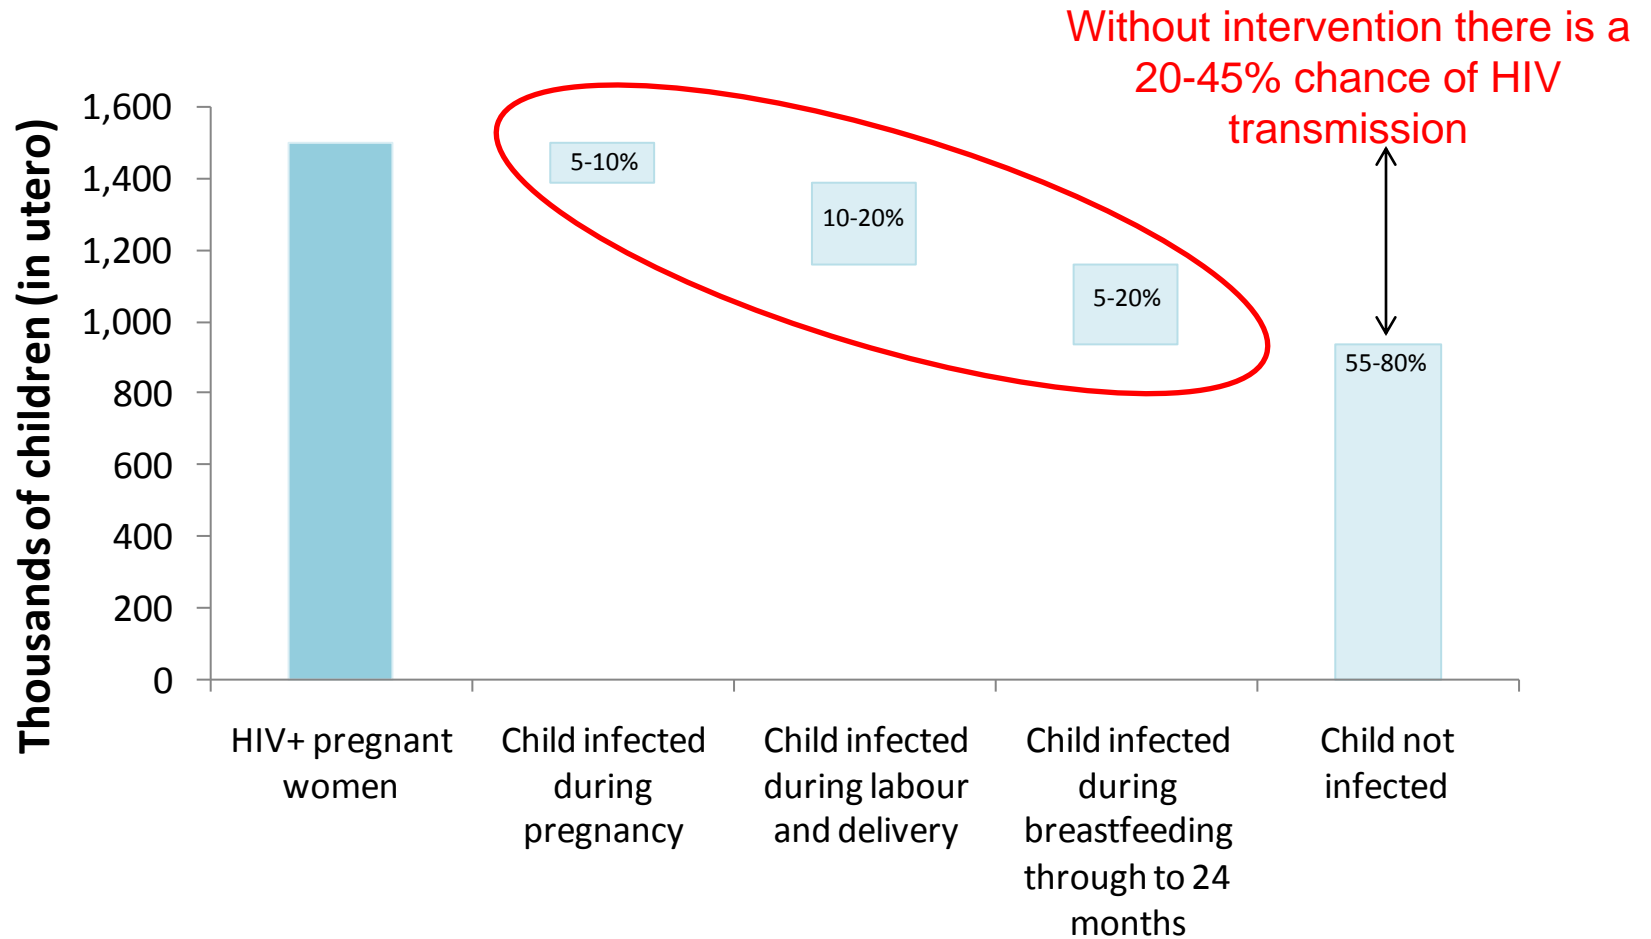 Without intervention there is a
20-45% chance of HIV
transmission
Thousands of children (in utero)
1,600
1,400
1,200
1,000
800
600
400
200
0
5-10%
10-20%
5-20%
55-80%
HIV+ pregnant
women
Child infected
during
pregnancy
Child infected
during labour
and delivery
Child infected
during
breastfeeding
through to 24
months
Child not
infected